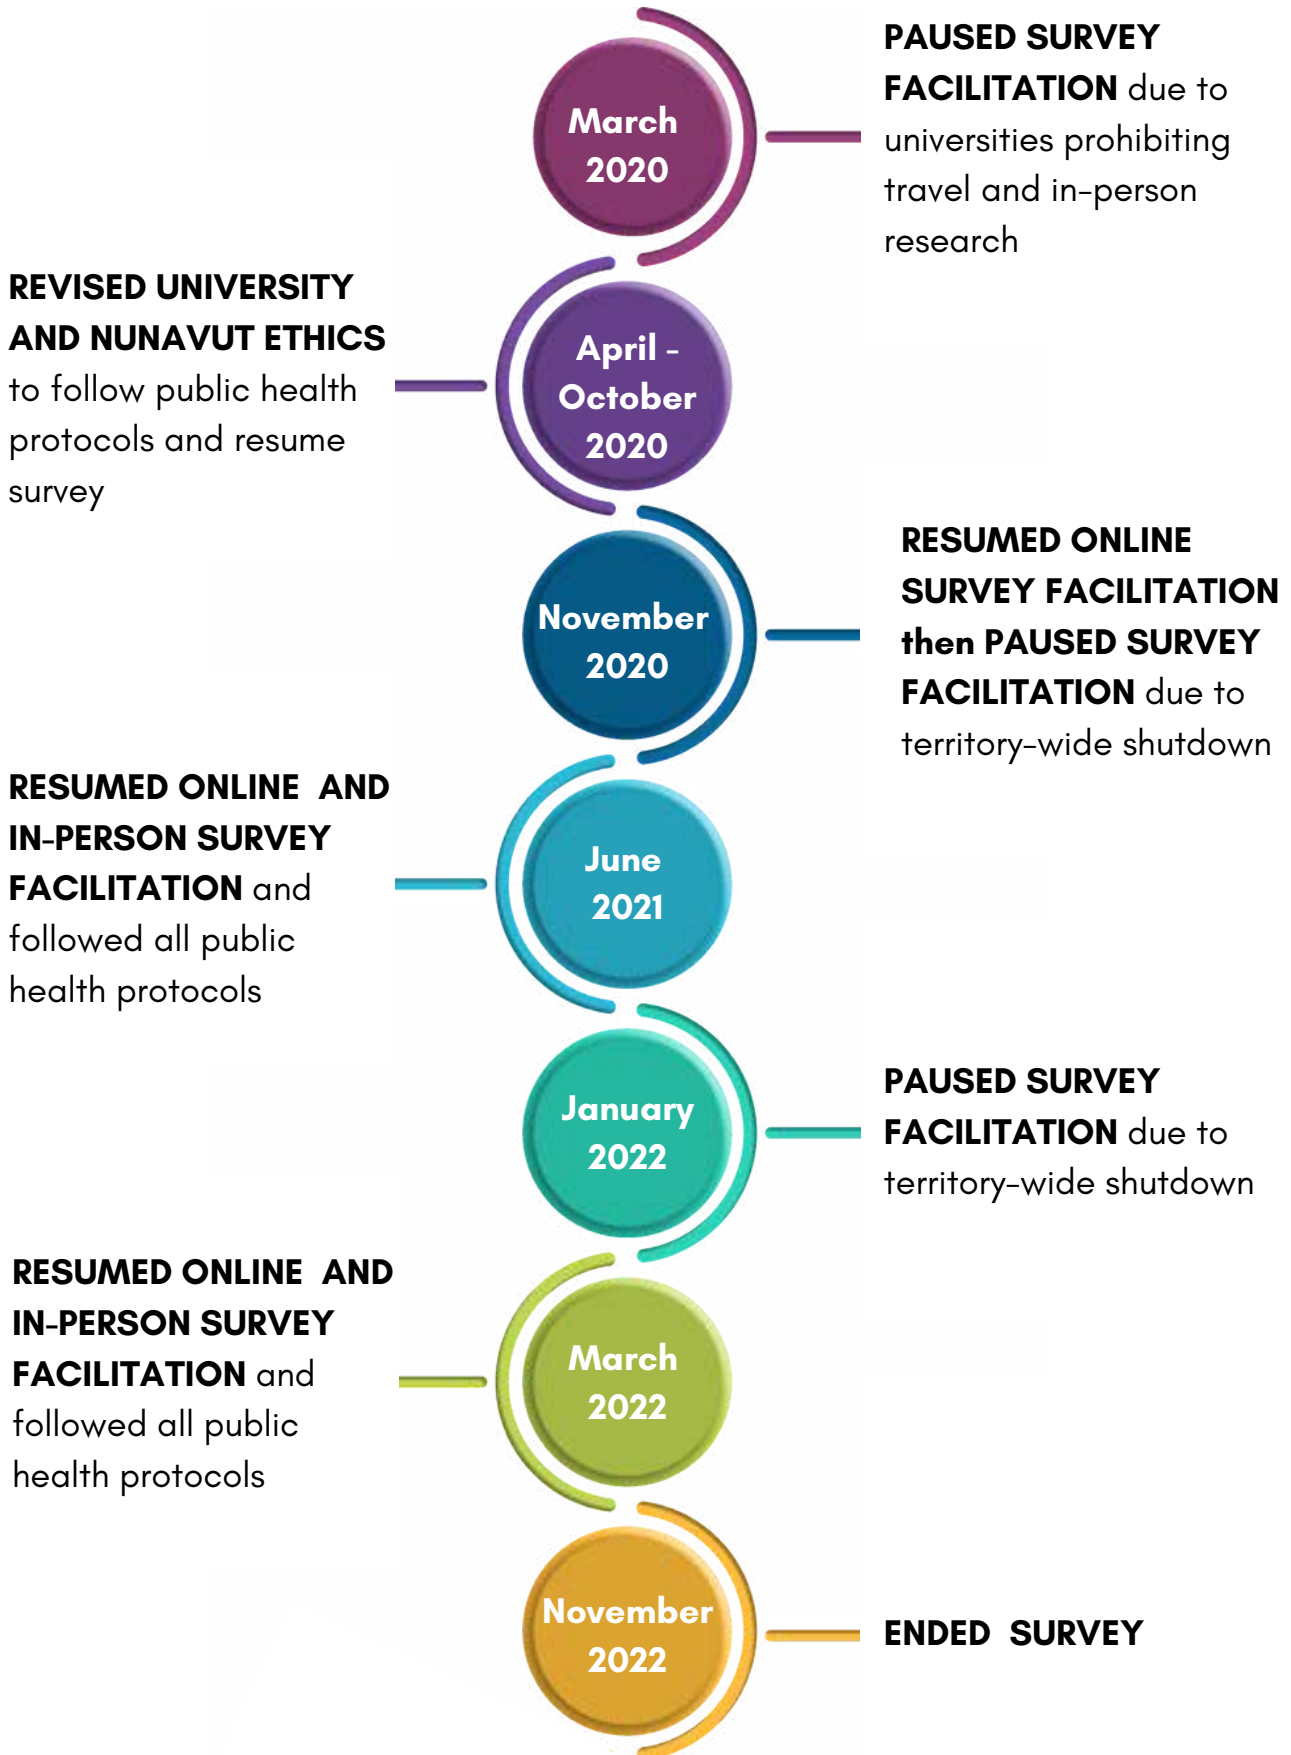 March
2020
PAUSED SURVEY
FACILITATION due to
universities prohibiting
travel and in-person
research
REVISED UNIVERSITY
AND NUNAVUT ETHICS
to follow public health
protocols and resume
survey
April -
October
2020
November
2020
RESUMED ONLINE
SURVEY FACILITATION
then PAUSED SURVEY
FACILITATION due to
territory-wide shutdown
RESUMED ONLINE AND
IN-PERSON SURVEY
FACILITATION and
followed all public
health protocols
June
2021
January
2022
PAUSED SURVEY
FACILITATION due to
territory-wide shutdown
RESUMED ONLINE AND
IN-PERSON SURVEY
FACILITATION and
followed all public
health protocols
March
2022
November
2022
ENDED SURVEY